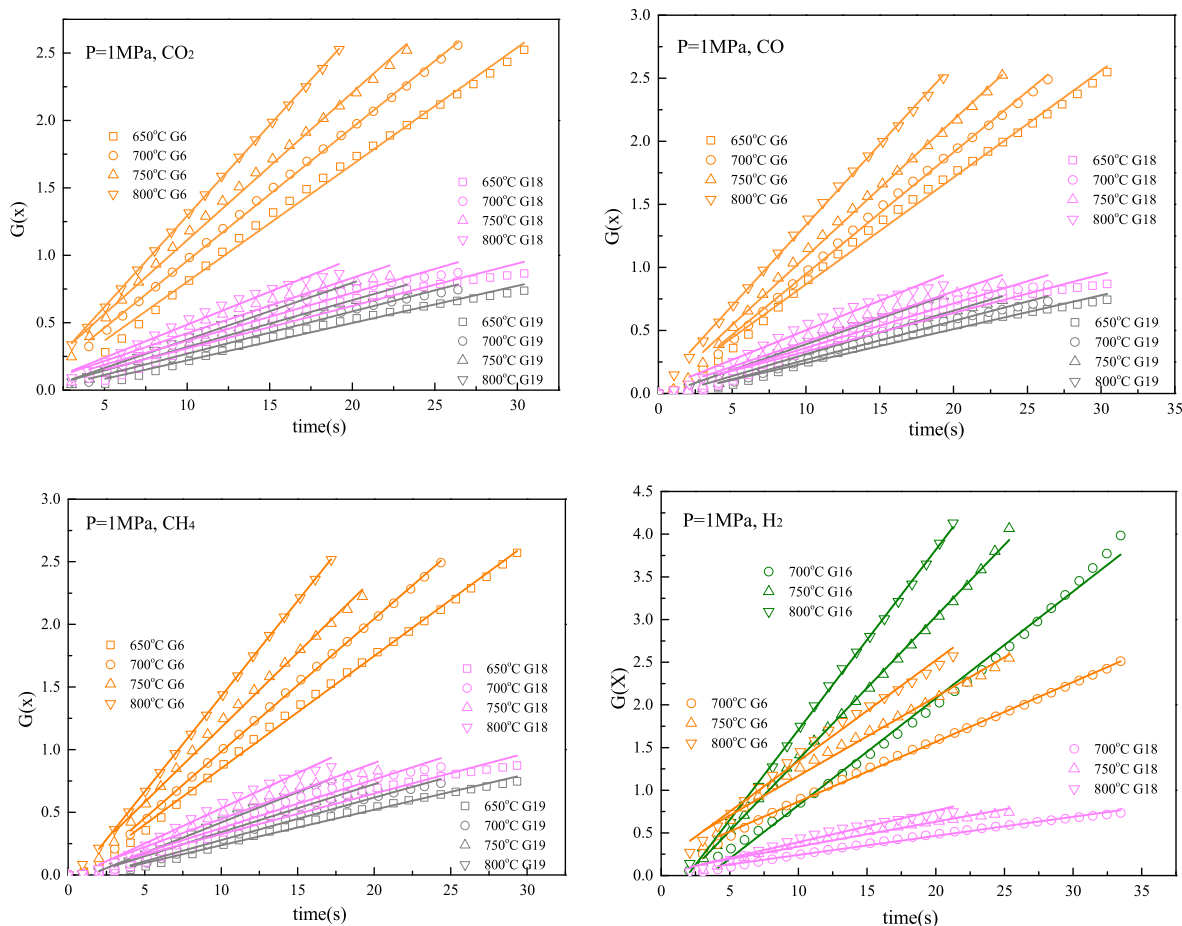 P=1MPa, CO₂
2.5
2.0
1.5
1.0
0.5
0.0
G(x)
650°C G6
700°C G6
750°C G6
800°C G6
650°C G18
700°C G18
750°C G18
800°C G18
650°C G19
700°C G19
750°C G19
800°C G19
5 10 15 20 25 30
time(s)
P=1MPa, CO
3.0
2.5
2.0
1.5
1.0
0.5
0.0
G(x)
650°C G6
700°C G6
750°C G6
800°C G6
650°C G18
700°C G18
750°C G18
800°C G18
650°C G19
700°C G19
750°C G19
800°C G19
0 5 10 15 20 25 30 35
time(s)
P=1MPa, CH₄
3.0
2.5
2.0
1.5
1.0
0.5
0.0
G(x)
650°C G6
700°C G6
750°C G6
800°C G6
650°C G18
700°C G18
750°C G18
800°C G18
650°C G19
700°C G19
750°C G19
800°C G19
0 5 10 15 20 25 30
time(s)
P=1MPa, H₂
4.5
4.0
3.5
3.0
2.5
2.0
1.5
1.0
0.5
0.0
G(X)
700°C G16
750°C G16
800°C G16
700°C G6
750°C G6
800°C G6
700°C G18
750°C G18
800°C G18
0 5 10 15 20 25 30 35
time(s)